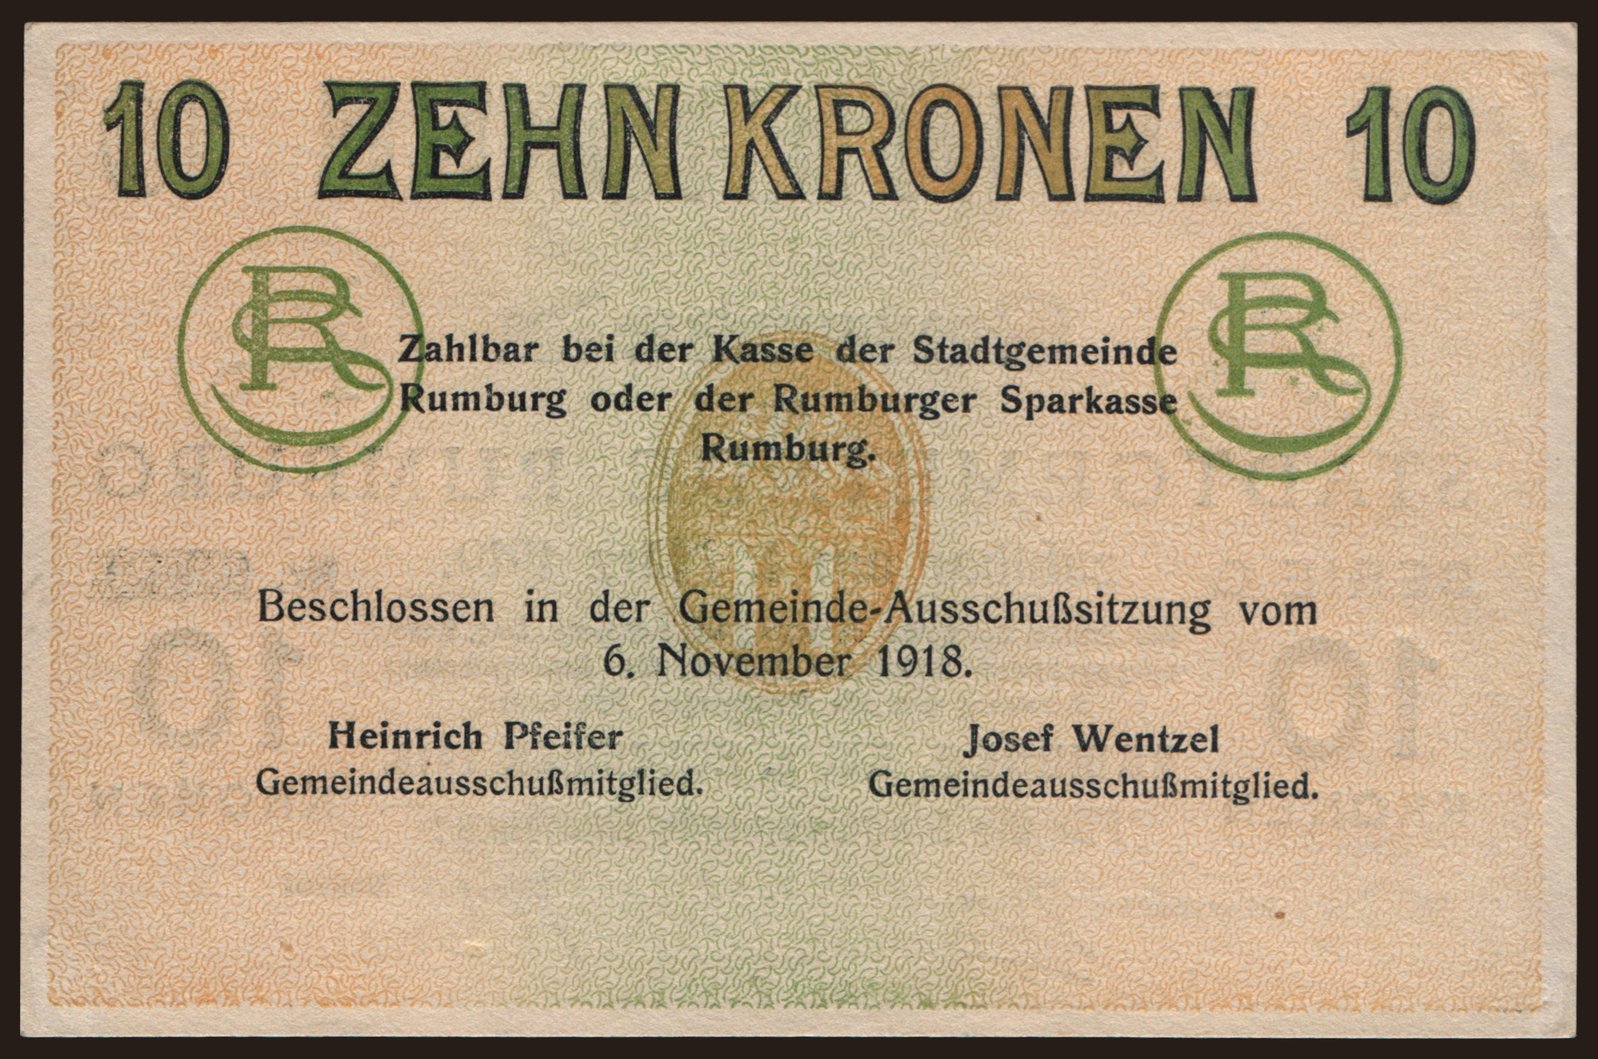 10 ZEHN KRONEN 10
Zahlbar bei der Kasse der Stadtgemeinde
Rumburg oder der Rumburger Sparkasse
Rumburg.
Beschlossen in der Gemeinde-Ausschußsitzung vom
6. November 1918.
Heinrich Pfeifer
Gemeindeausschußmitglied.
Josef Wentzel
Gemeindeausschußmitglied.